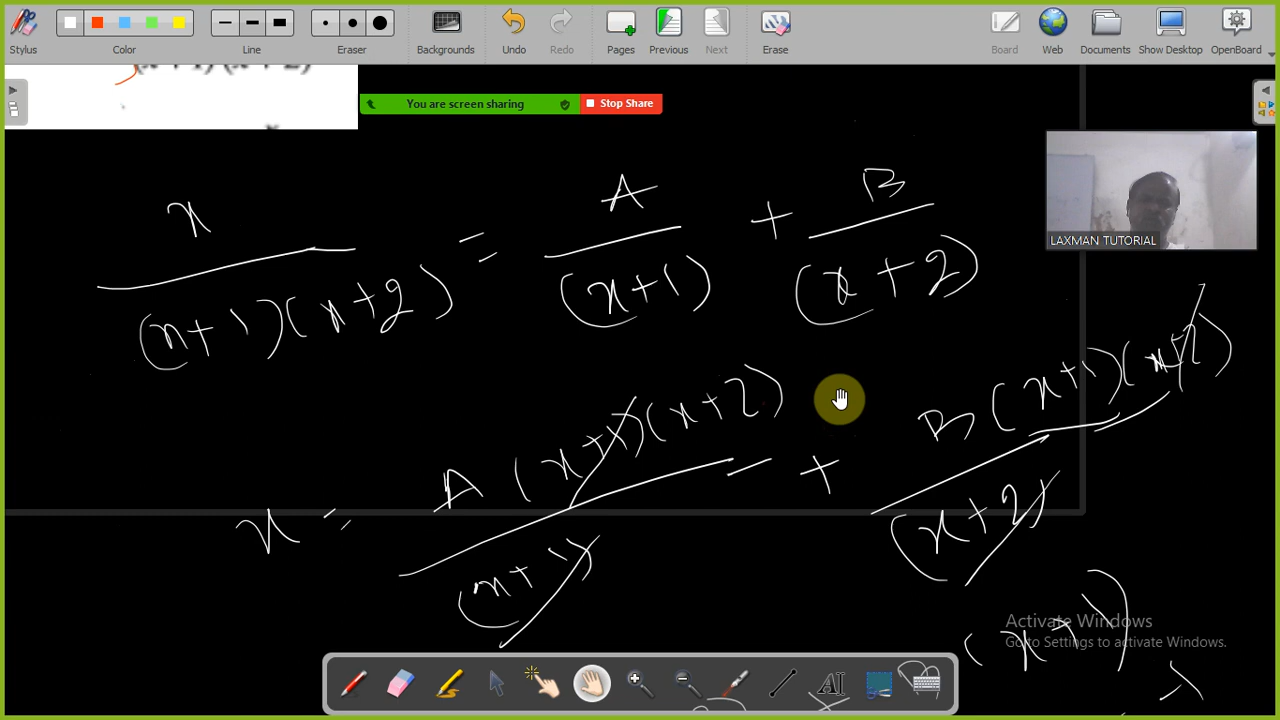 Stylus Color Line Eraser Backgrounds Undo Redo Pages Previous Next Erase Board Web Documents Show Desktop OpenBoard
You are screen sharing Stop Share
LAXMAN TUTORIAL
x / (x+1)(x+2) = A / (x+1) + B / (x+2)
x = A (x+1)(x+2) / (x+1) + B (x+1)(x+2) / (x+2)
(x+1)
Activate Windows
Go to Settings to activate Windows.